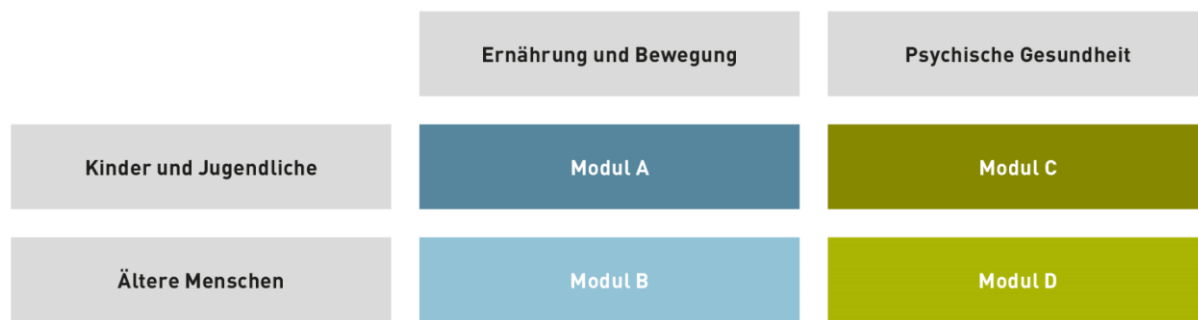 Ernährung und Bewegung
Psychische Gesundheit
Kinder und Jugendliche
Modul A
Modul C
Ältere Menschen
Modul B
Modul D